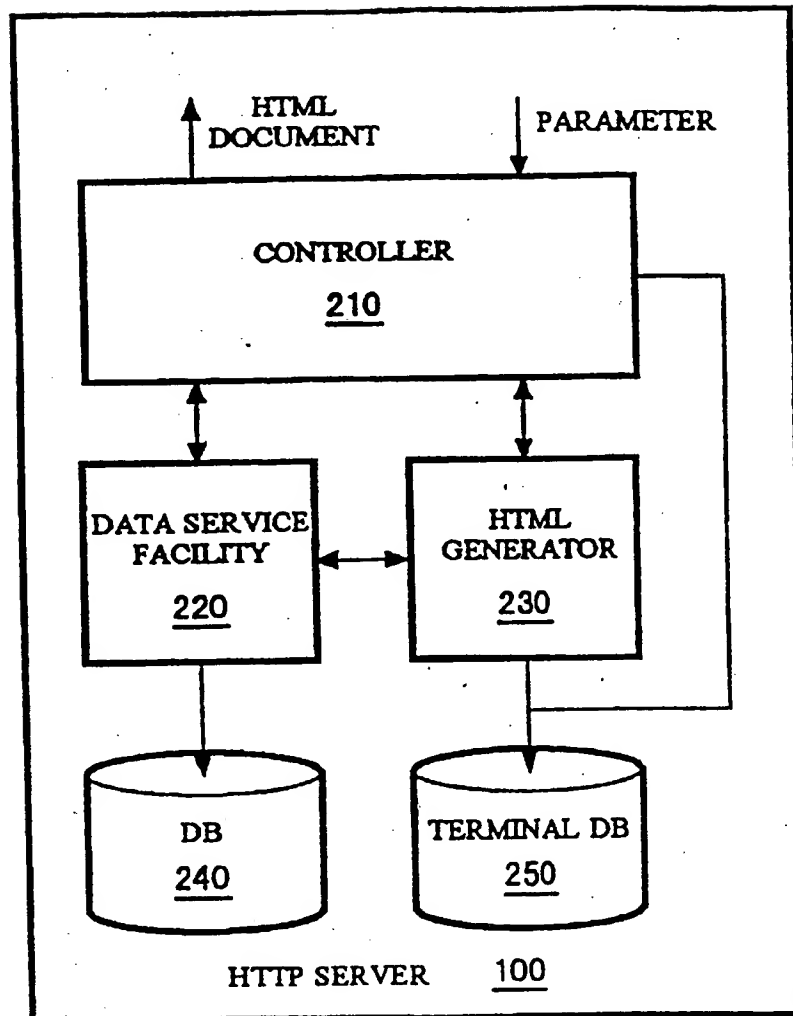 HTML
DOCUMENT
PARAMETER
CONTROLLER
210
DATA SERVICE
FACILITY
220
HTML
GENERATOR
230
DB
240
TERMINAL DB
250
HTTP SERVER 100